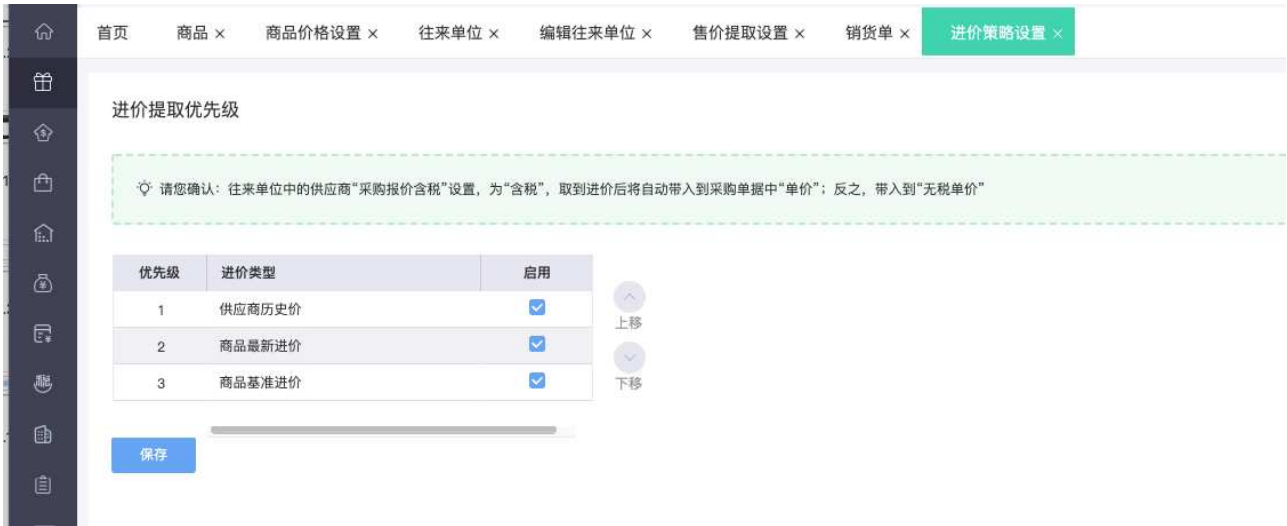 首页 商品 × 商品价格设置 × 往来单位 × 编辑往来单位 × 售价提取设置 × 销货单 × 进价策略设置 ×
进价提取优先级
请您确认：往来单位中的供应商“采购报价含税”设置，为“含税”，取到进价后将自动带入到采购单据中“单价”；反之，带入到“无税单价”
优先级 进价类型 启用
1 供应商历史价
上移
2 商品最新进价
3 商品基准进价
下移
保存